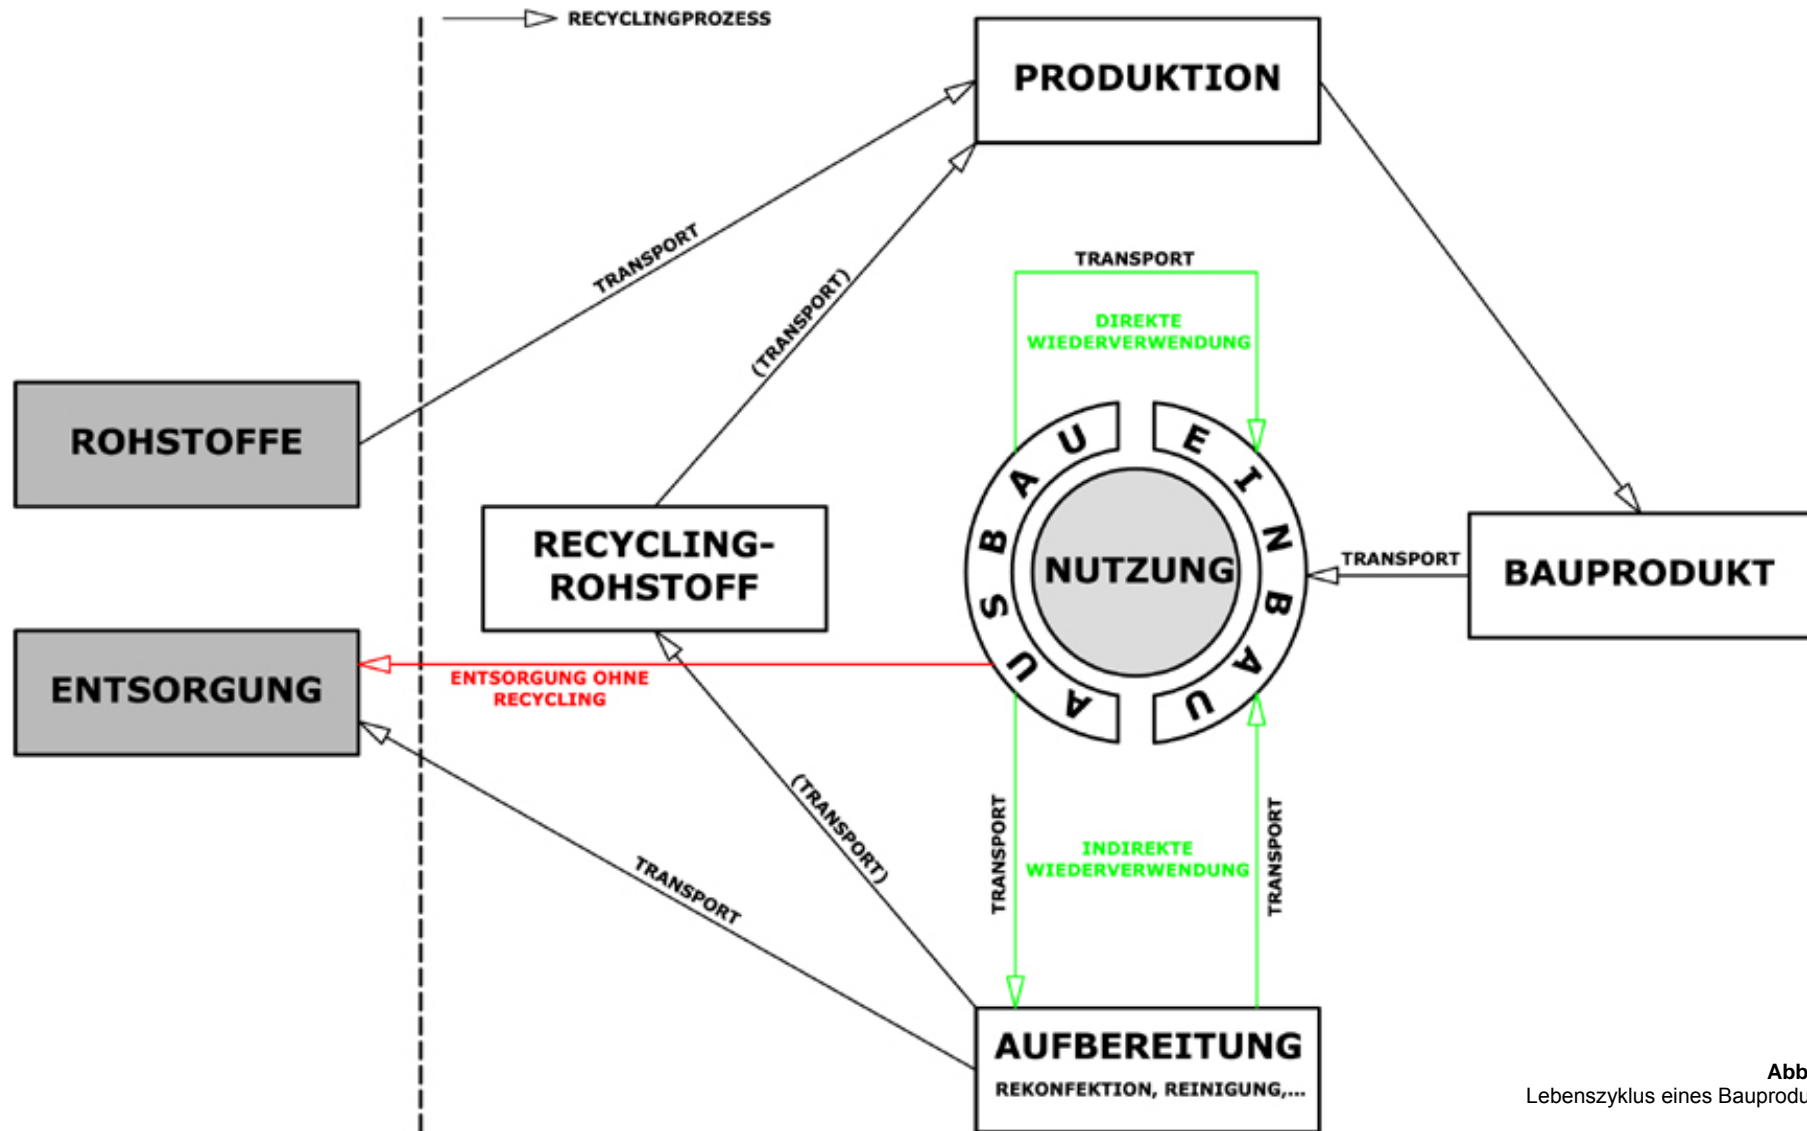 RECYCLINGPROZESS
PRODUKTION
TRANSPORT
(TRANSPORT)
TRANSPORT
DIREKTE
WIEDERVERWENDUNG
ROHSTOFFE
RECYCLING-
ROHSTOFF
AUSBAU
EINBAU
NUTZUNG
TRANSPORT
BAUPRODUKT
ENTSORGUNG
ENTSORGUNG OHNE
RECYCLING
TRANSPORT
(TRANSPORT)
TRANSPORT
INDIREKTE
WIEDERVERWENDUNG
TRANSPORT
AUFBEREITUNG
REKONFEKTION, REINIGUNG,...
Abb
Lebenszyklus eines Bauprodu